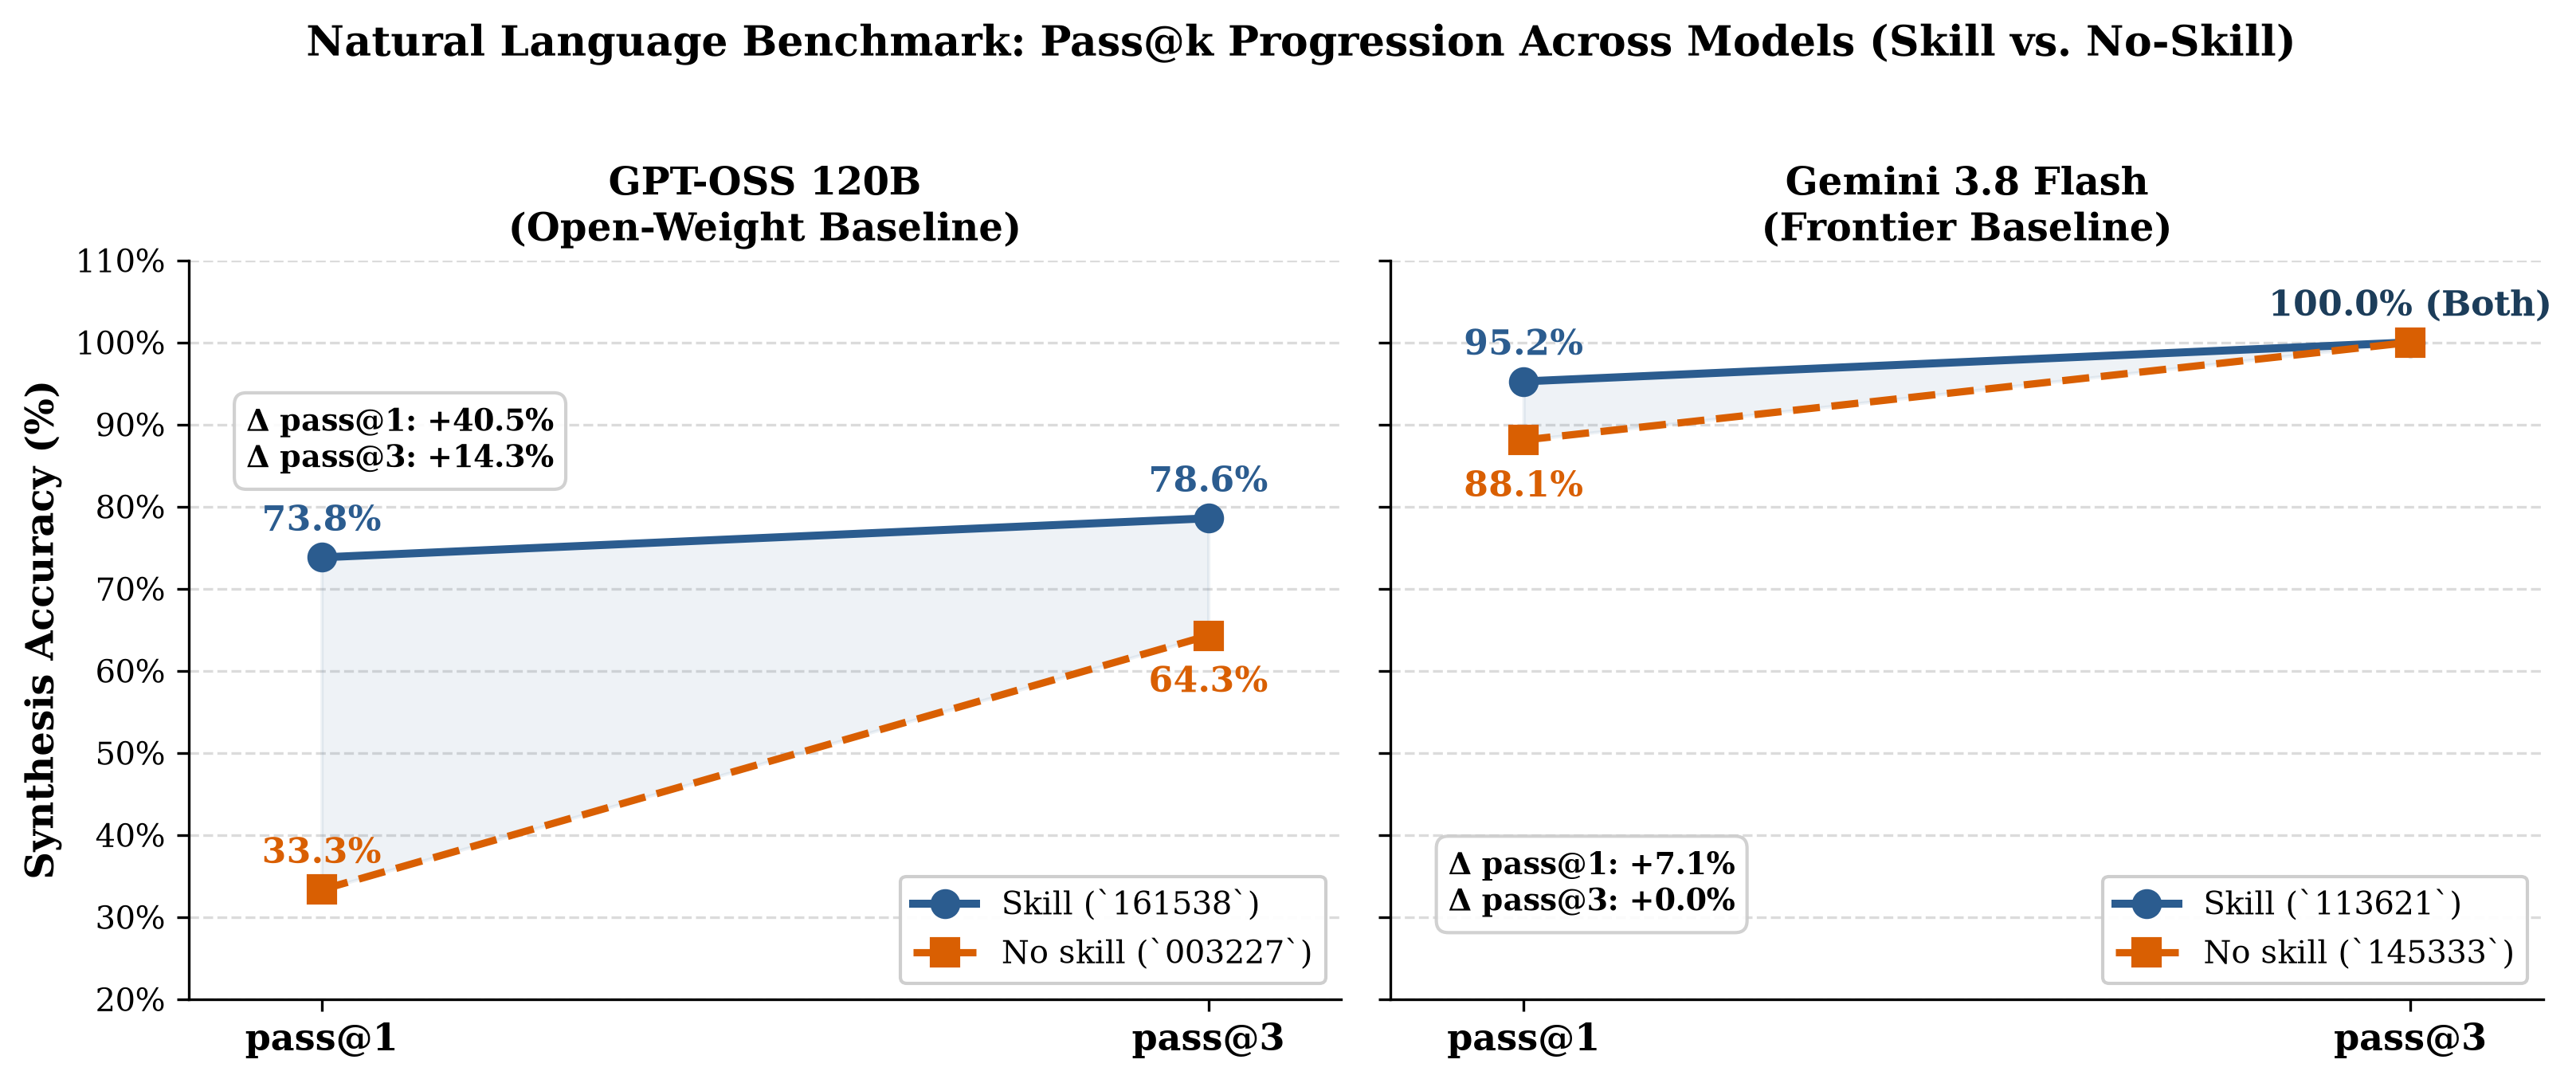 Natural Language Benchmark: Pass@k Progression Across Models (Skill vs. No-Skill)
GPT-OSS 120B
(Open-Weight Baseline)
Synthesis Accuracy (%)
110%
100%
90%
80%
70%
60%
50%
40%
30%
20%
Δ pass@1: +40.5%
Δ pass@3: +14.3%
73.8%
78.6%
64.3%
33.3%
Skill (`161538`)
No skill (`003227`)
pass@1
pass@3
Gemini 3.8 Flash
(Frontier Baseline)
100.0% (Both)
95.2%
88.1%
Δ pass@1: +7.1%
Δ pass@3: +0.0%
Skill (`113621`)
No skill (`145333`)
pass@1
pass@3